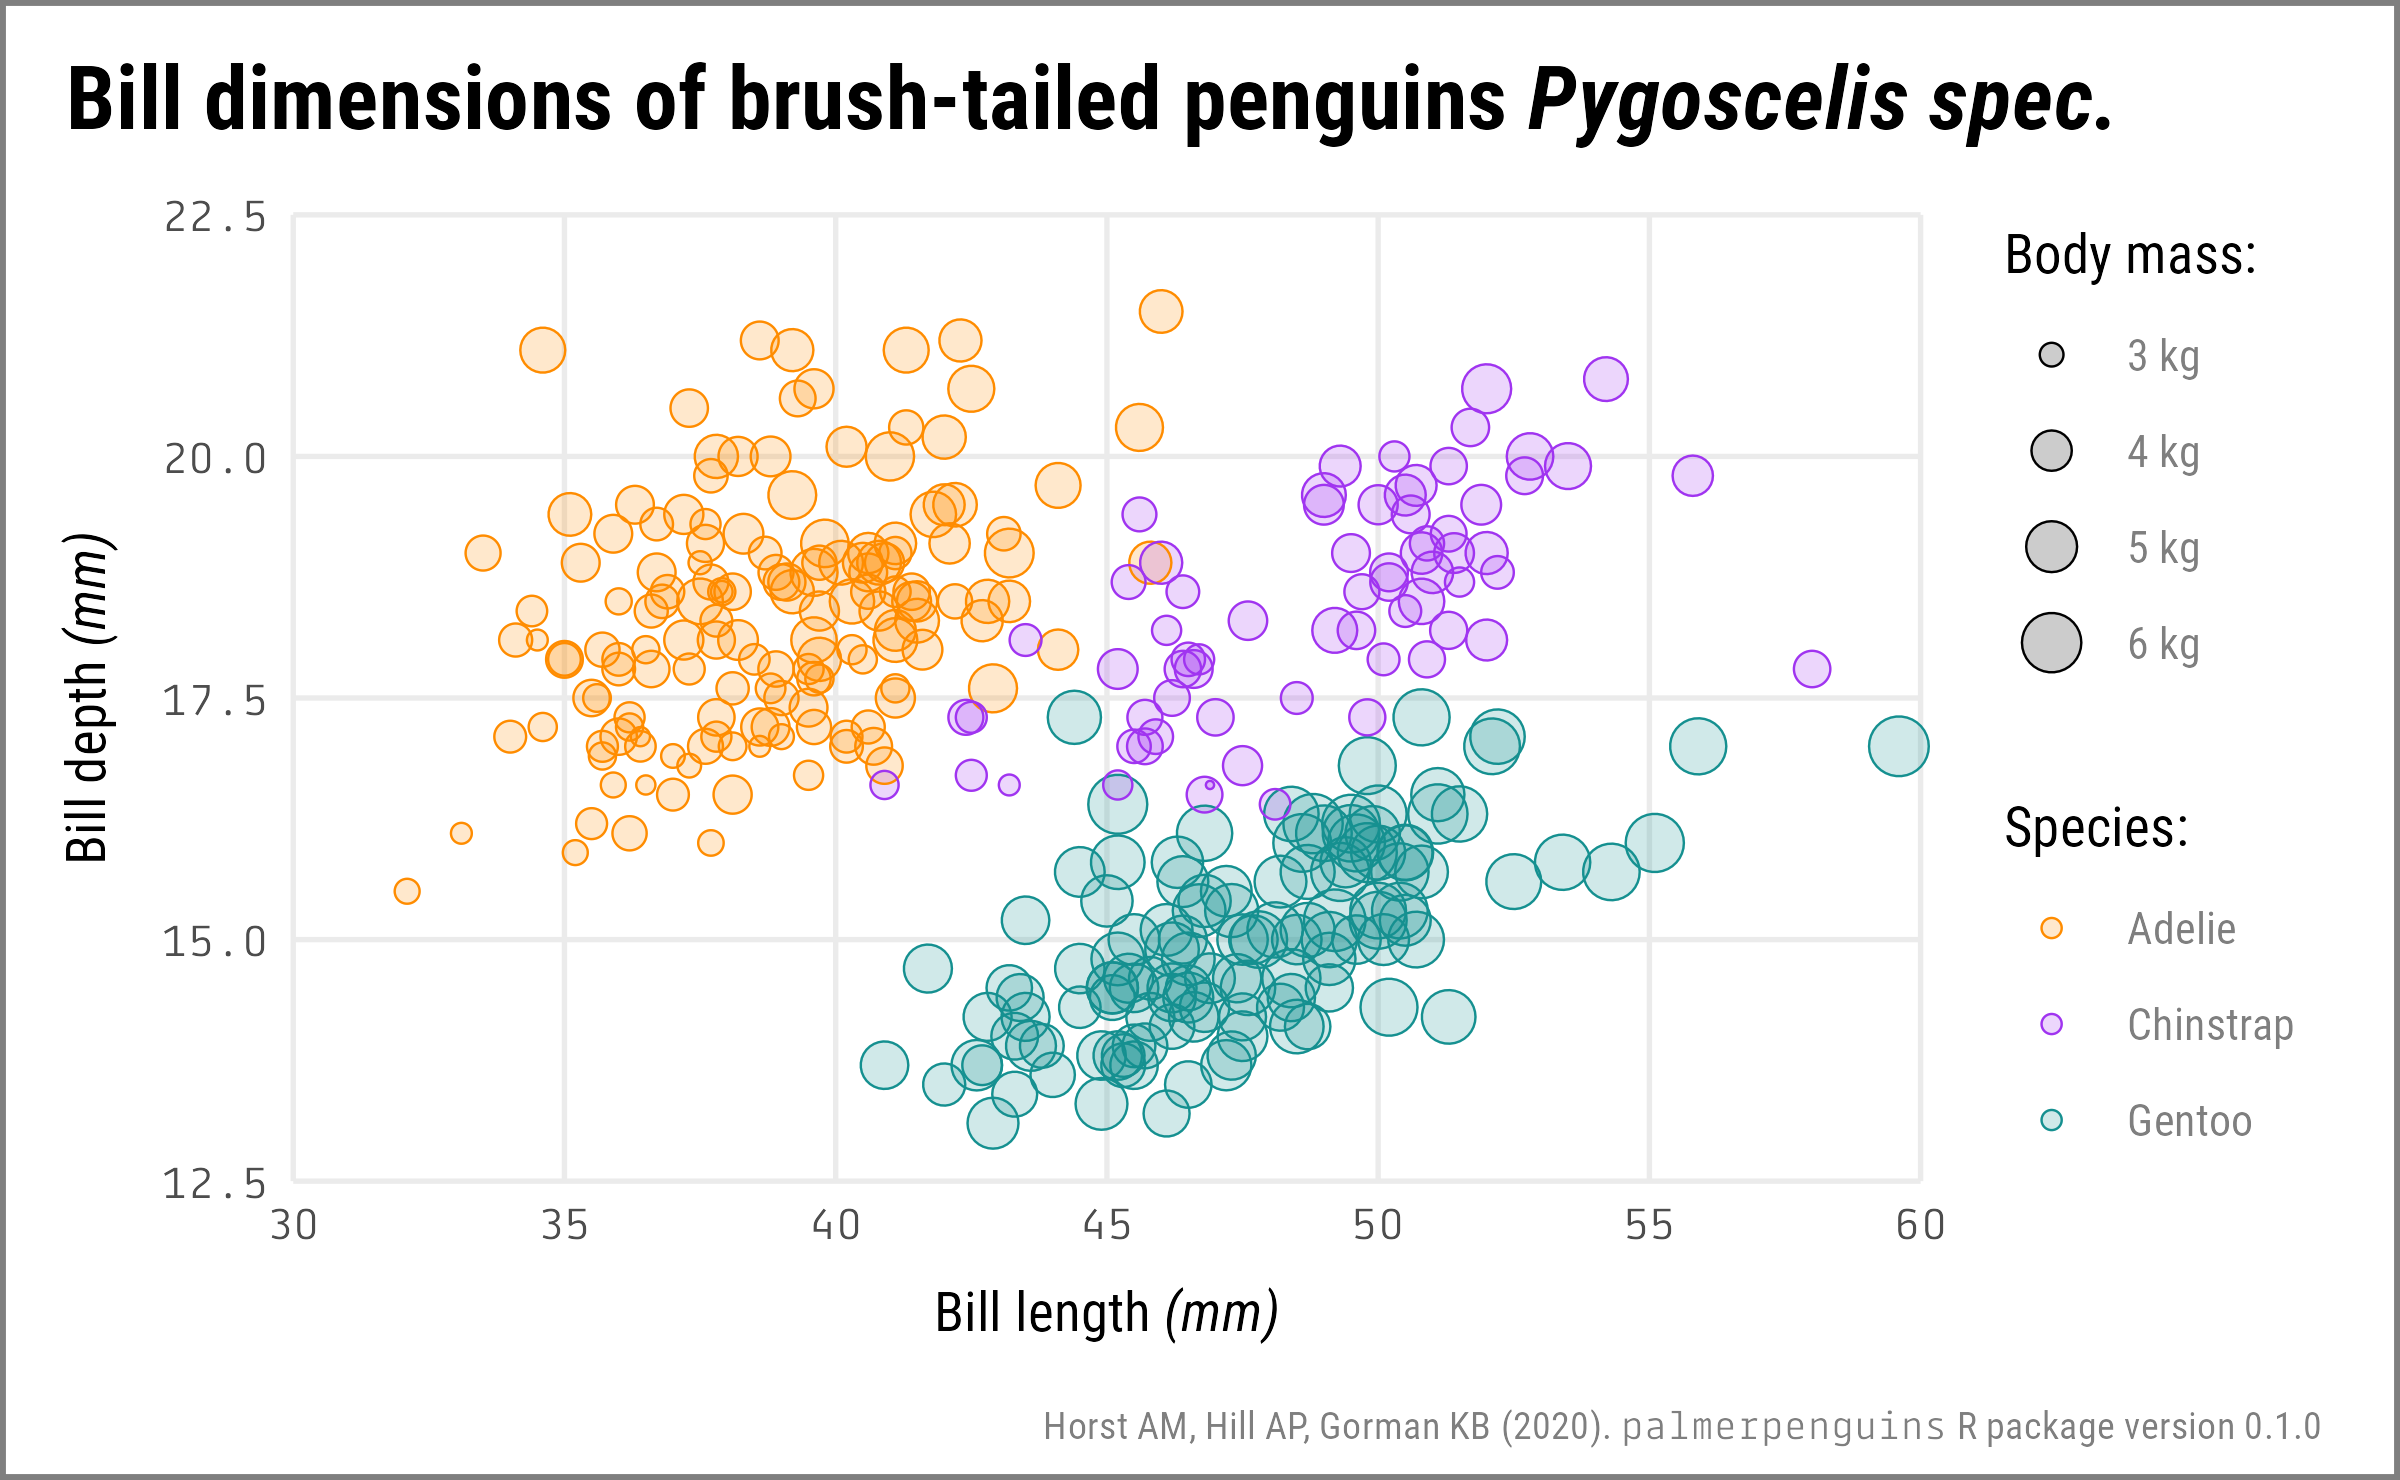 Bill dimensions of brush-tailed penguins Pygoscelis spec.
Bill depth (mm)
22.5
20.0
17.5
15.0
12.5
30 35 40 45 50 55 60
Bill length (mm)
Body mass:
3 kg
4 kg
5 kg
6 kg
Species:
Adelie
Chinstrap
Gentoo
Horst AM, Hill AP, Gorman KB (2020). palmerpenguins R package version 0.1.0